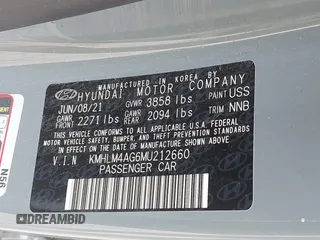 MANUFACTURED IN KOREA BY
HYUNDAI MOTOR COMPANY
JUN/08/21 GVWR 3858 lbs PAINT USS
GAWR FRONT 2271 lbs GAWR REAR 2094 lbs TRIM NNB
THIS VEHICLE CONFORMS TO ALL APPLICABLE
FEDERAL MOTOR VEHICLE SAFETY,
BUMPER, AND THEFT PREVENTION STANDARDS
IN EFFECT ON THE DATE OF MANUFACTURE
SHOWN ABOVE.
V.I.N KMHLM4AG6MU212660
PASSENGER CAR
N56
DREAMBID